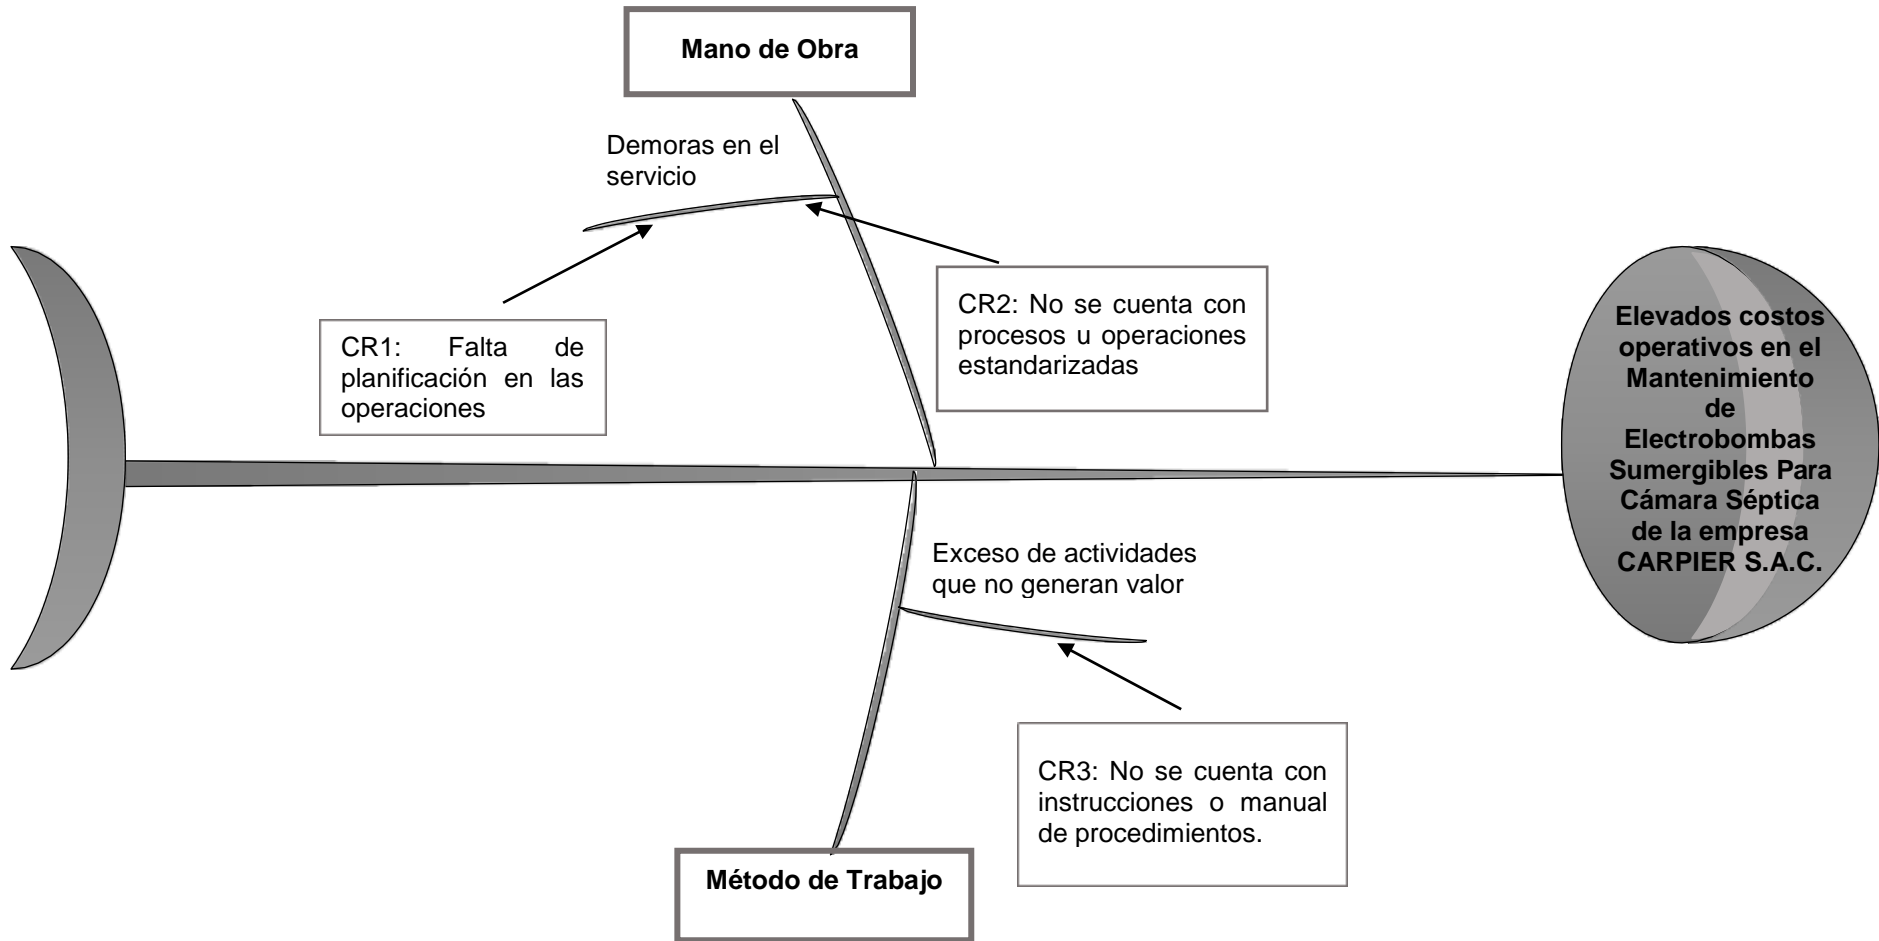 Mano de Obra
Demoras en el
servicio
CR1: Falta de
planificación en las
operaciones
CR2: No se cuenta con
procesos u operaciones
estandarizadas
Elevados costos
operativos en el
Mantenimiento
de
Electrobombas
Sumergibles Para
Cámara Séptica
de la empresa
CARPIER S.A.C.
Exceso de actividades
que no generan valor
CR3: No se cuenta con
instrucciones o manual
de procedimientos.
Método de Trabajo